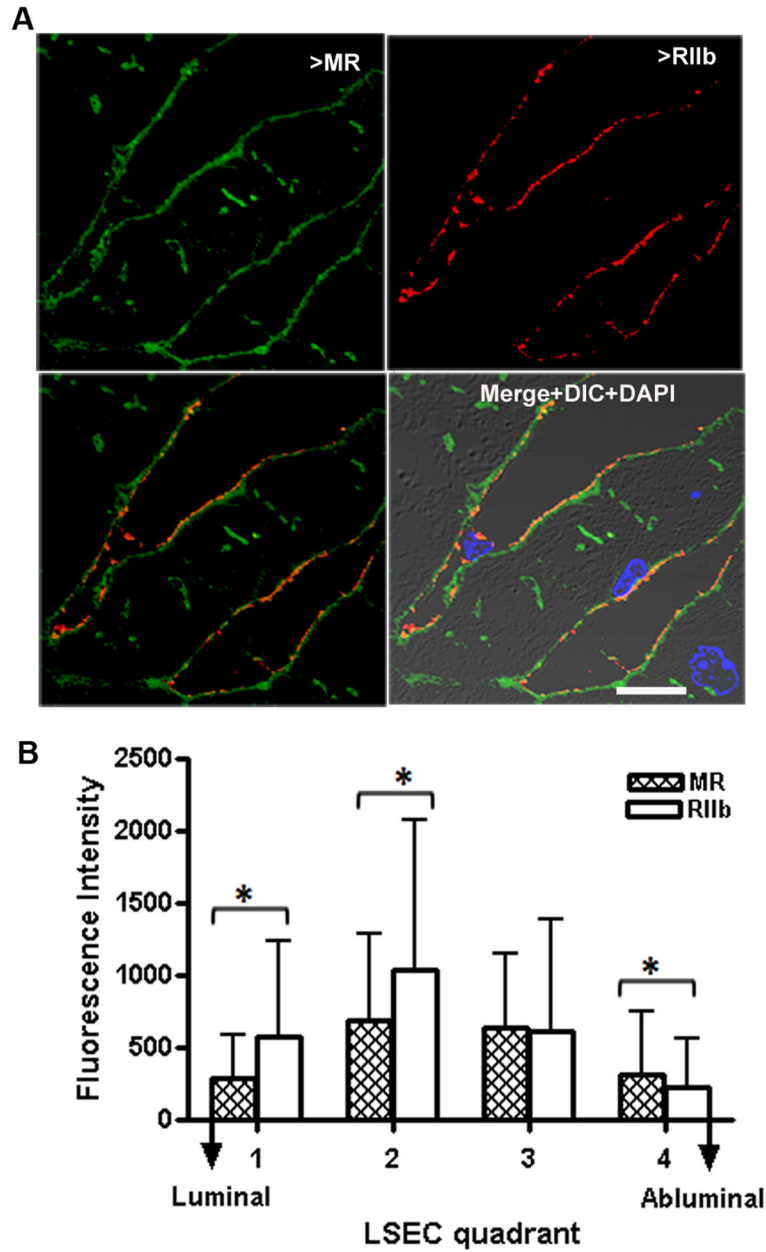 A
>MR
>RIIb
Merge+DIC+DAPI
B
2500
2000
1500
1000
500
0
Fluorescence Intensity
MR
RIIb
*
*
*
1
2
3
4
Luminal
Abluminal
LSEC quadrant